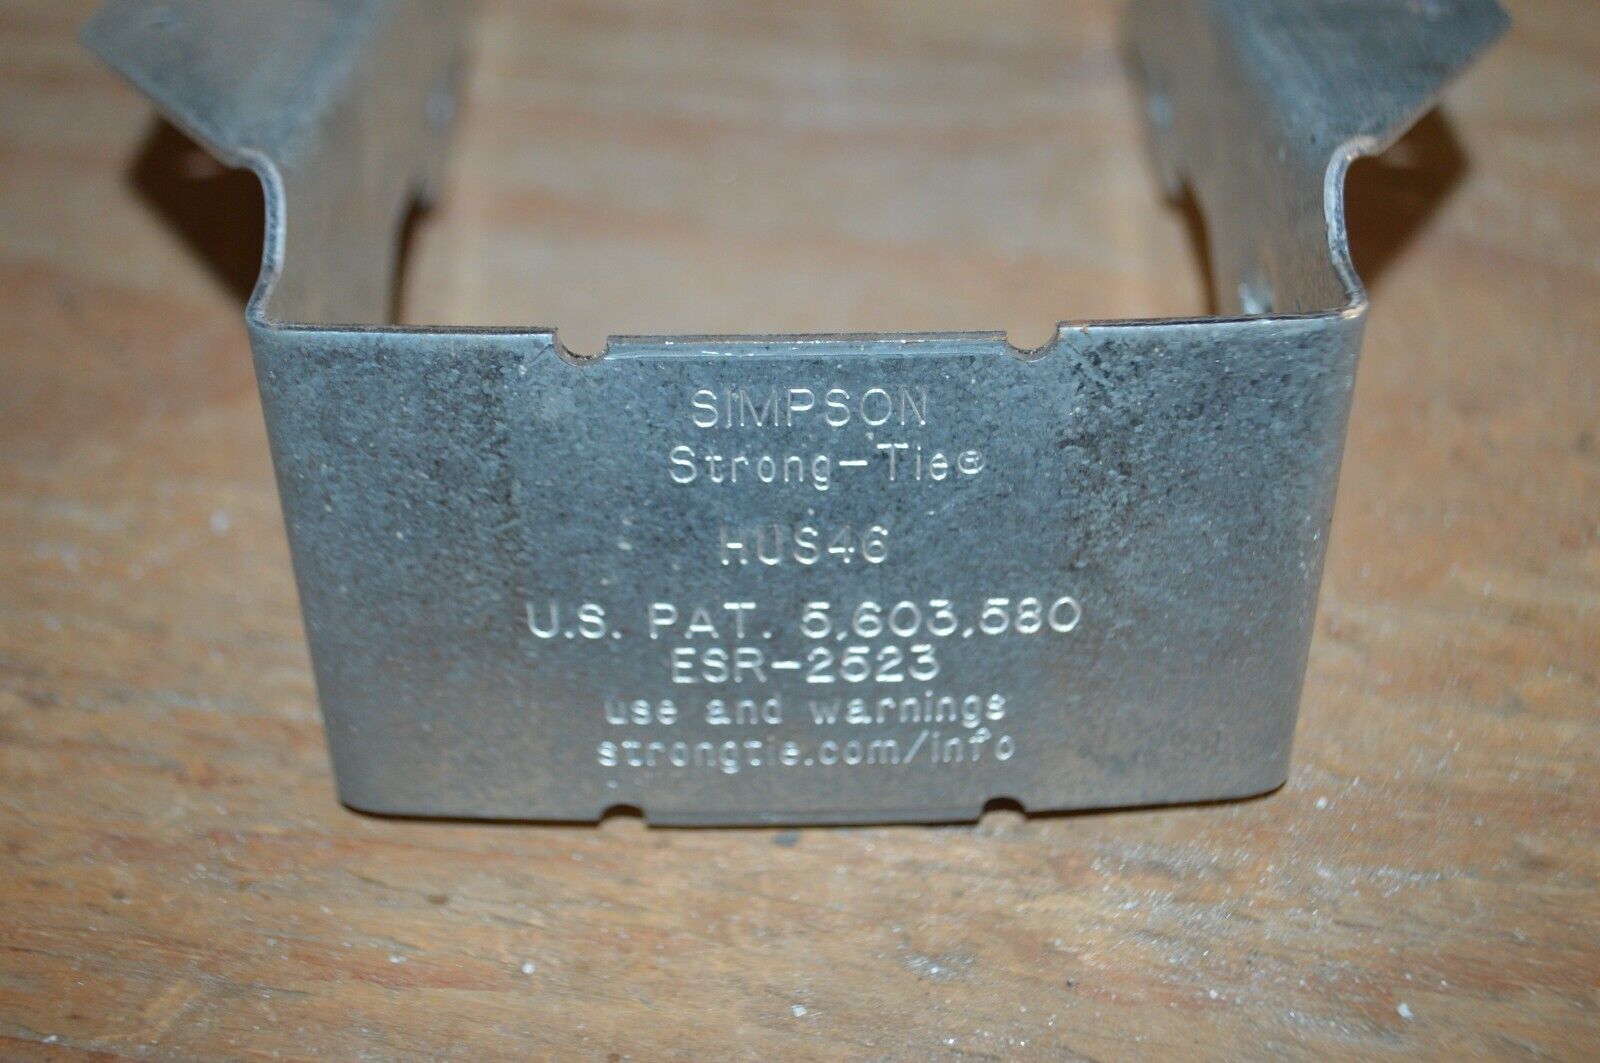 SIMPSON
Strong-Tie®
HUS46
U.S. PAT. 5,603,580
ESR-2523
use and warnings
strongtie.com/info